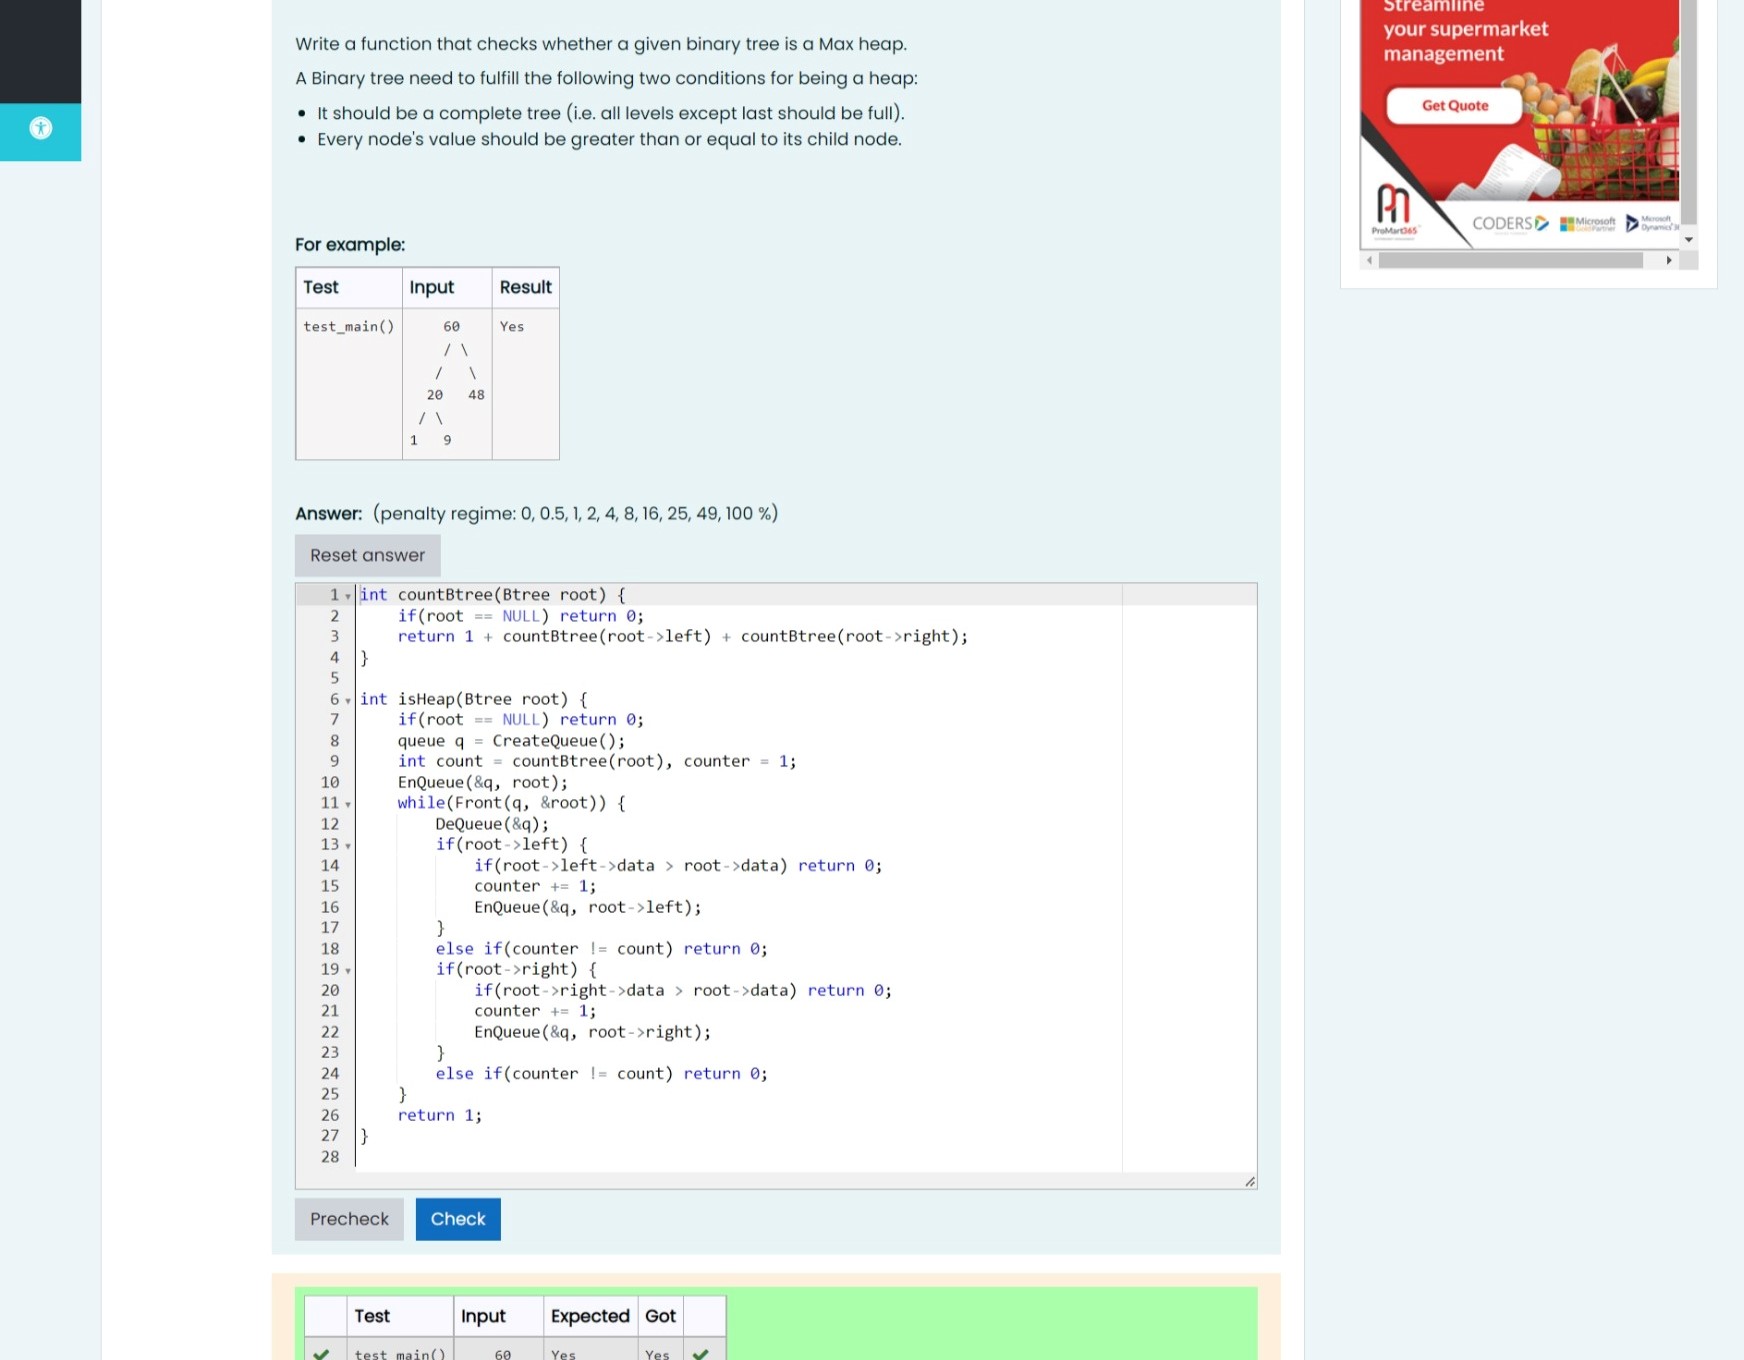 Write a function that checks whether a given binary tree is a Max heap.
A Binary tree need to fulfill the following two conditions for being a heap:
• It should be a complete tree (i.e. all levels except last should be full).
• Every node's value should be greater than or equal to its child node.
For example:
Test Input Result
test_main() 60 Yes
/ \
/ \
20 48
/ \
1 9
Answer: (penalty regime: 0, 0.5, 1, 2, 4, 8, 16, 25, 49, 100 %)
Reset answer
1 int countBtree(Btree root) {
2 if(root == NULL) return 0;
3 return 1 + countBtree(root->left) + countBtree(root->right);
4 }
5
6 int isHeap(Btree root) {
7 if(root == NULL) return 0;
8 queue q = CreateQueue();
9 int count = countBtree(root), counter = 1;
10 EnQueue(&q, root);
11 while(Front(q, &root)) {
12 DeQueue(&q);
13 if(root->left) {
14 if(root->left->data > root->data) return 0;
15 counter += 1;
16 EnQueue(&q, root->left);
17 }
18 else if(counter != count) return 0;
19 if(root->right) {
20 if(root->right->data > root->data) return 0;
21 counter += 1;
22 EnQueue(&q, root->right);
23 }
24 else if(counter != count) return 0;
25 }
26 return 1;
27 }
28
Precheck Check
Test Input Expected Got
test_main() 60 Yes Yes
Streamline
your supermarket
management
Get Quote
ProMart365
CODERS Microsoft Microsoft
Gold Partner Dynamics